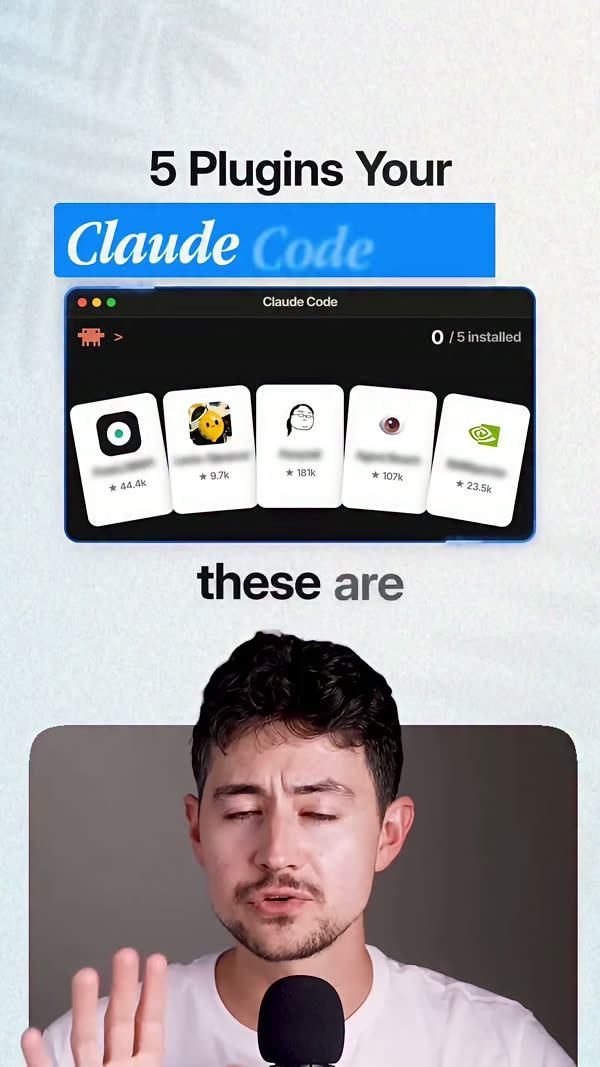 5 Plugins Your
Claude Code
Claude Code
>
0 / 5 installed
★ 44.4k
★ 9.7k
★ 181k
★ 107k
★ 23.5k
these are